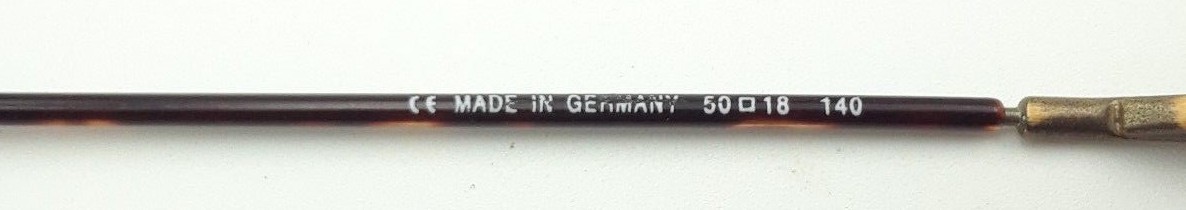 CE MADE IN GERMANY 50□18 140